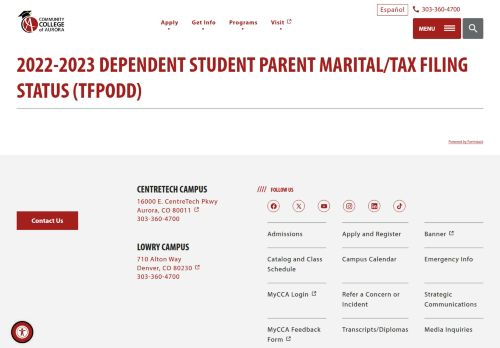 Español 303-360-4700
COMMUNITY
COLLEGE
of AURORA
Apply Get Info Programs Visit
MENU
2022-2023 DEPENDENT STUDENT PARENT MARITAL/TAX FILING
STATUS (TFPODD)
Powered by Formstack
CENTRETECH CAMPUS
16000 E. CentreTech Pkwy
Aurora, CO 80011
303-360-4700
LOWRY CAMPUS
710 Alton Way
Denver, CO 80230
303-360-4700
Contact Us
//// FOLLOW US
Admissions Apply and Register Banner
Catalog and Class
Schedule
Campus Calendar Emergency Info
MyCCA Login Refer a Concern or
Incident
Strategic
Communications
MyCCA Feedback
Form
Transcripts/Diplomas Media Inquiries